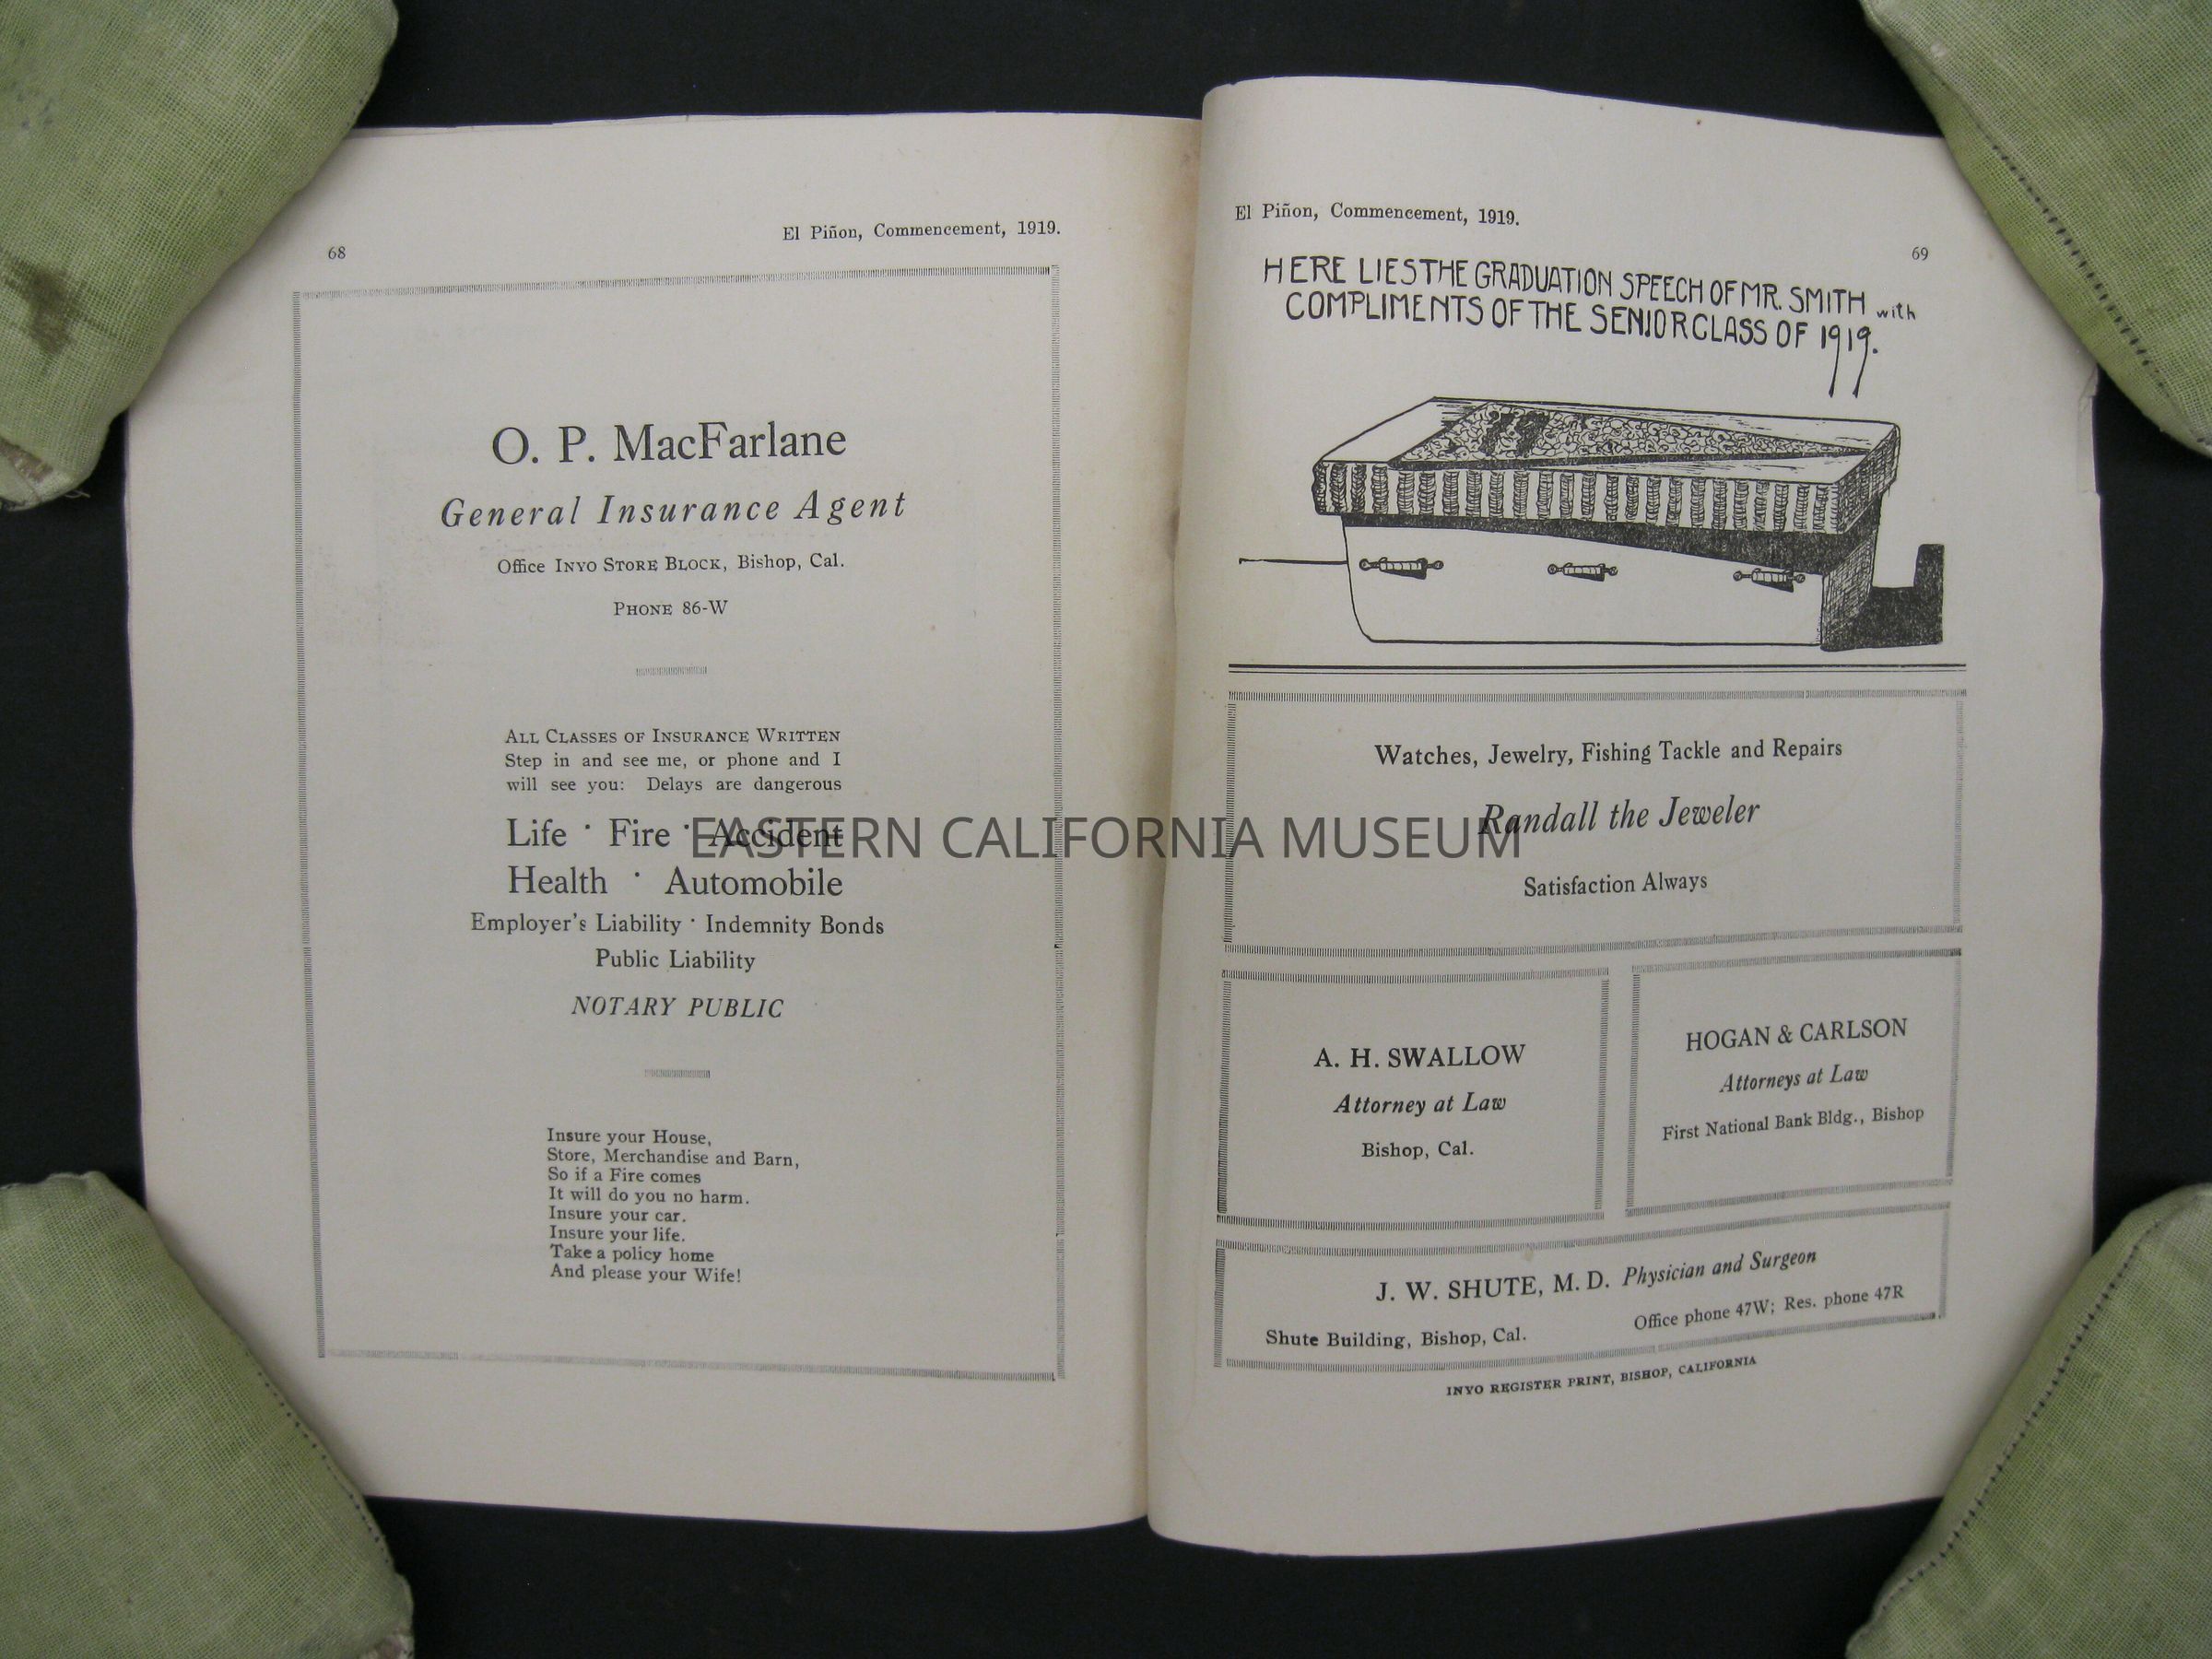 El Piñon, Commencement, 1919.
68
O. P. MacFarlane
General Insurance Agent
Office INYO STORE BLOCK, Bishop, Cal.
PHONE 86-W
ALL CLASSES OF INSURANCE WRITTEN
Step in and see me, or phone and I
will see you: Delays are dangerous
Life · Fire · Accident
Health · Automobile
Employer's Liability · Indemnity Bonds
Public Liability
NOTARY PUBLIC
Insure your House,
Store, Merchandise and Barn,
So if a Fire comes
It will do you no harm.
Insure your car.
Insure your life.
Take a policy home
And please your Wife!
El Piñon, Commencement, 1919.
69
HERE LIES THE GRADUATION SPEECH OF MR. SMITH with
COMPLIMENTS OF THE SENIOR CLASS OF 1919.
Watches, Jewelry, Fishing Tackle and Repairs
Randall the Jeweler
Satisfaction Always
A. H. SWALLOW
Attorney at Law
Bishop, Cal.
HOGAN & CARLSON
Attorneys at Law
First National Bank Bldg., Bishop
J. W. SHUTE, M. D. Physician and Surgeon
Office phone 47W; Res. phone 47R
Shute Building, Bishop, Cal.
INYO REGISTER PRINT, BISHOP, CALIFORNIA
EASTERN CALIFORNIA MUSEUM